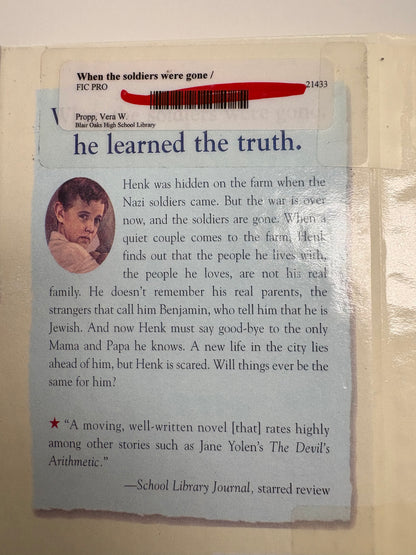 When the soldiers were gone /
FIC PRO
21433
Propp, Vera W.
Blair Oaks High School Library
When the soldiers were gone,
he learned the truth.
Henk was hidden on the farm when the
Nazi soldiers came. But the war is over
now, and the soldiers are gone. When a
quiet couple comes to the farm, Henk
finds out that the people he lives with,
the people he loves, are not his real
family. He doesn't remember his real parents, the
strangers that call him Benjamin, who tell him that he is
Jewish. And now Henk must say good-bye to the only
Mama and Papa he knows. A new life in the city lies
ahead of him, but Henk is scared. Will things ever be the
same for him?
★ "A moving, well-written novel [that] rates highly
among other stories such as Jane Yolen's The Devil's
Arithmetic."
—School Library Journal, starred review